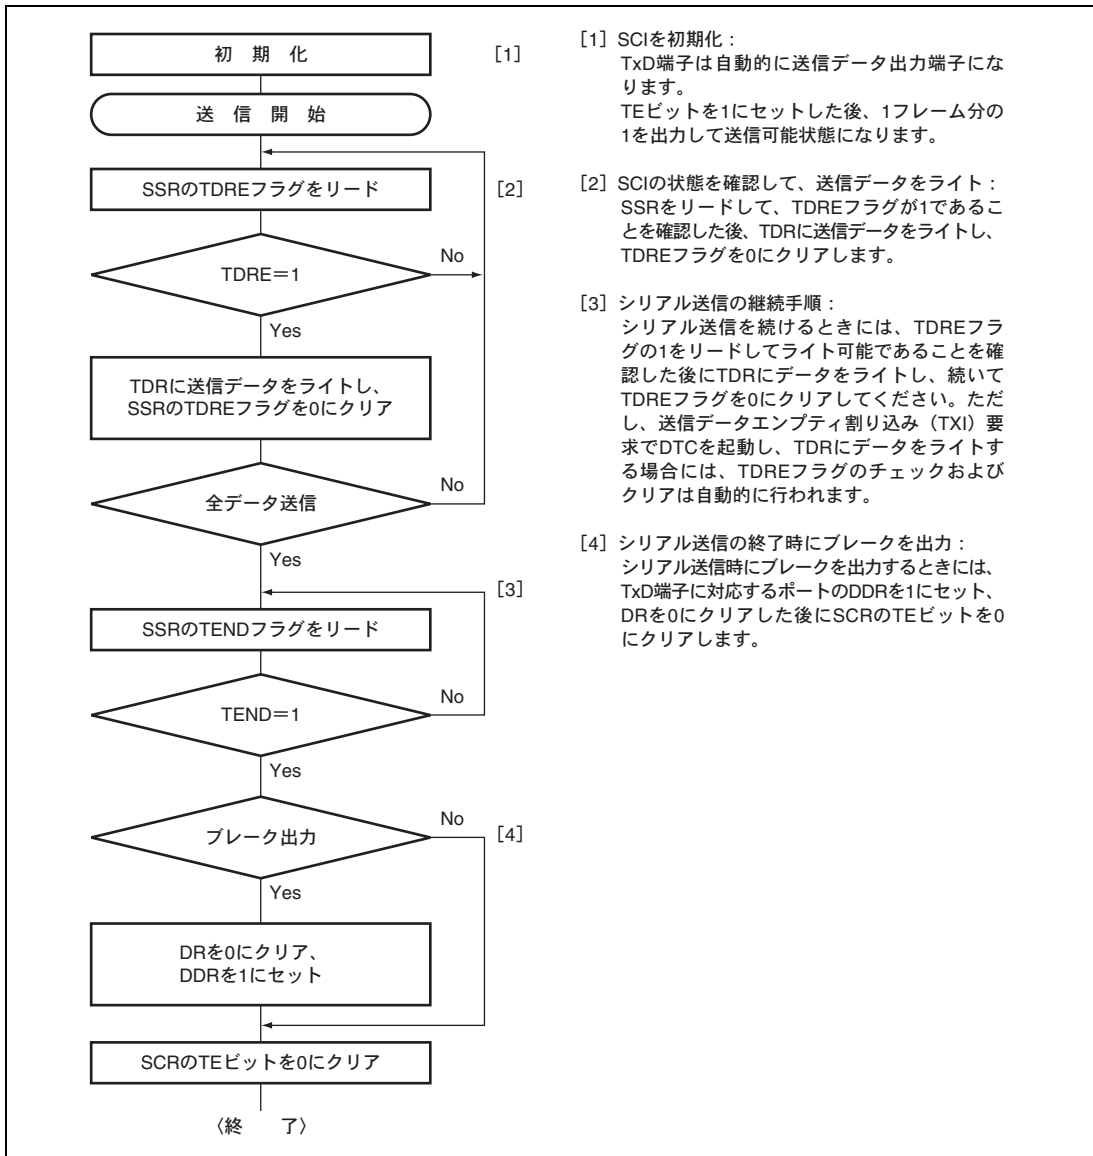 初 期 化
[1]
送 信 開 始
SSRのTDREフラグをリード
[2]
TDRE＝1
No
Yes
TDRに送信データをライトし、
SSRのTDREフラグを0にクリア
全データ送信
No
Yes
[3]
SSRのTENDフラグをリード
TEND＝1
No
Yes
ブレーク出力
No
[4]
Yes
DRを0にクリア、
DDRを1にセット
SCRのTEビットを0にクリア
〈終 了〉
[1] SCIを初期化：
TxD端子は自動的に送信データ出力端子にな
ります。
TEビットを1にセットした後、1フレーム分の
1を出力して送信可能状態になります。
[2] SCIの状態を確認して、送信データをライト：
SSRをリードして、TDREフラグが1であるこ
とを確認した後、TDRに送信データをライトし、
TDREフラグを0にクリアします。
[3] シリアル送信の継続手順：
シリアル送信を続けるときには、TDREフラ
グの1をリードしてライト可能であることを確
認した後にTDRにデータをライトし、続いて
TDREフラグを0にクリアしてください。ただ
し、送信データエンプティ割り込み（TXI）要
求でDTCを起動し、TDRにデータをライトす
る場合には、TDREフラグのチェックおよび
クリアは自動的に行われます。
[4] シリアル送信の終了時にブレークを出力：
シリアル送信時にブレークを出力するときには、
TxD端子に対応するポートのDDRを1にセット、
DRを0にクリアした後にSCRのTEビットを0
にクリアします。